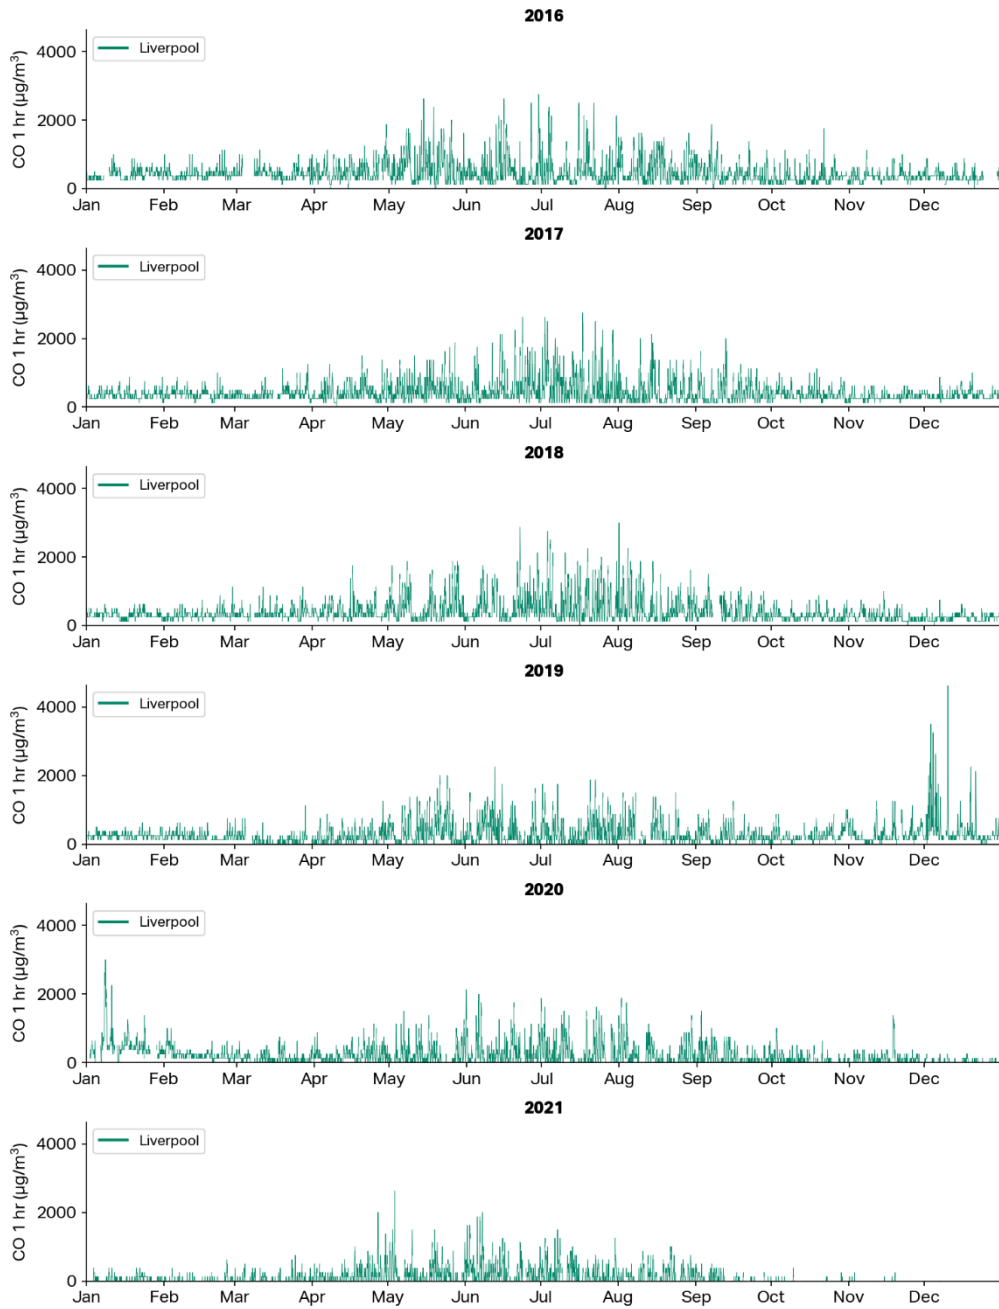 2016
CO 1 hr (µg/m³)
4000
2000
0
Liverpool
Jan Feb Mar Apr May Jun Jul Aug Sep Oct Nov Dec
2017
CO 1 hr (µg/m³)
4000
2000
0
Liverpool
Jan Feb Mar Apr May Jun Jul Aug Sep Oct Nov Dec
2018
CO 1 hr (µg/m³)
4000
2000
0
Liverpool
Jan Feb Mar Apr May Jun Jul Aug Sep Oct Nov Dec
2019
CO 1 hr (µg/m³)
4000
2000
0
Liverpool
Jan Feb Mar Apr May Jun Jul Aug Sep Oct Nov Dec
2020
CO 1 hr (µg/m³)
4000
2000
0
Liverpool
Jan Feb Mar Apr May Jun Jul Aug Sep Oct Nov Dec
2021
CO 1 hr (µg/m³)
4000
2000
0
Liverpool
Jan Feb Mar Apr May Jun Jul Aug Sep Oct Nov Dec